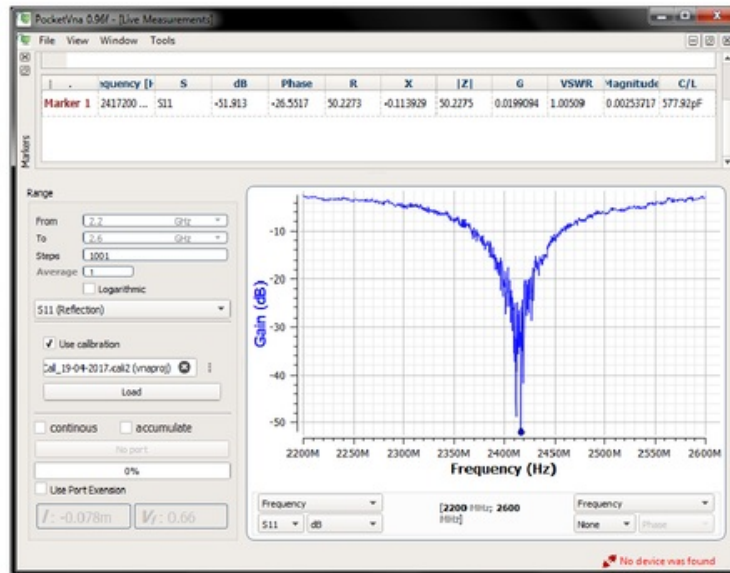 PocketVna 0.96f - [Live Measurements]
File View Window Tools
S dB Phase R X |Z| G VSWR C/L
Marker 1 2417200 ... S11 -51.913 -26.5517 50.2273 -0.113929 50.2275 0.0199094 1.00509 0.00253717 577.92pF
Markers
Range
From 2.2 GHz
To 2.6 GHz
Steps 1001
Average 1
Logarithmic
S11 (Reflection)
Use calibration
Cal_19-04-2017.cali2 (vnaproj)
Load
continous accumulate
No port
0%
Use Port Exension
I : -0.078m Vf : 0.66
Gain (dB)
-10
-20
-30
-40
-50
2200M 2250M 2300M 2350M 2400M 2450M 2500M 2550M 2600M
Frequency (Hz)
Frequency [2200 MHz; 2600 MHz] Frequency
S11 dB None Phase
No device was found